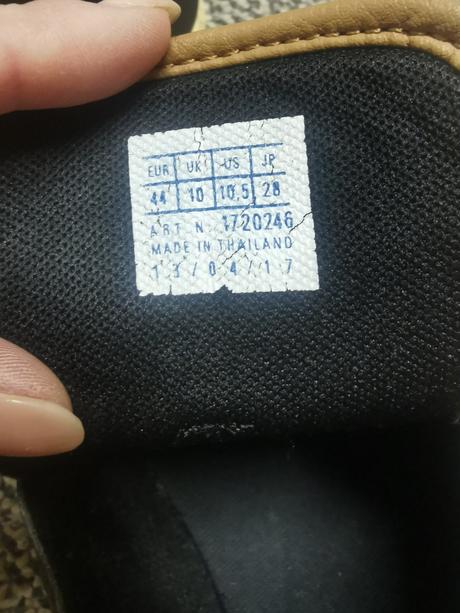 EUR UK US JP
44 10 10.5 28
ART N. 1720246
MADE IN THAILAND
13/04/17